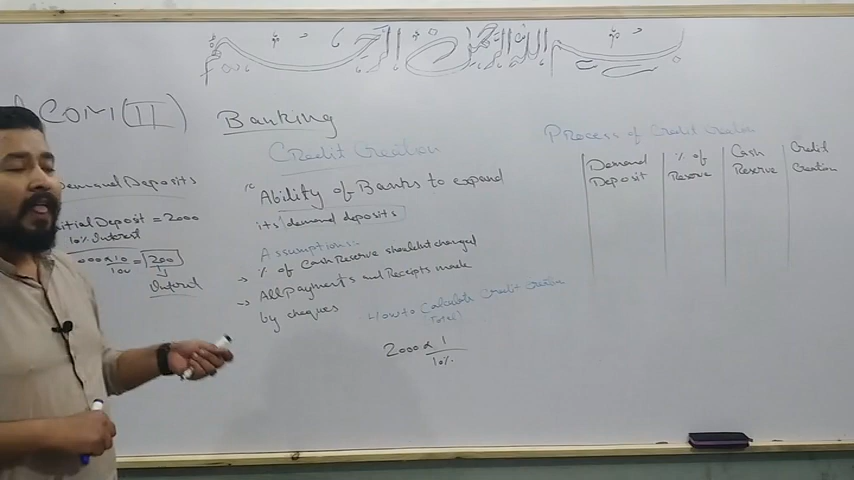 بسم الله الرحمن الرحیم
COM(II)
Banking
Credit Creation
Demand Deposits
Initial Deposit = 2000
10% Interest
000 x 10/100 = 200
Interest
"Ability of Banks to expand
its demand deposits
Assumptions:-
→ % of Cash Reserve shouldn't changed
→ All payments and Receipts made
by cheques
How to Calculate Credit Creation
Total
2000 x 1/10%
Process of Credit Creation
Demand Deposit
% of Reserve
Cash Reserve
Credit Creation